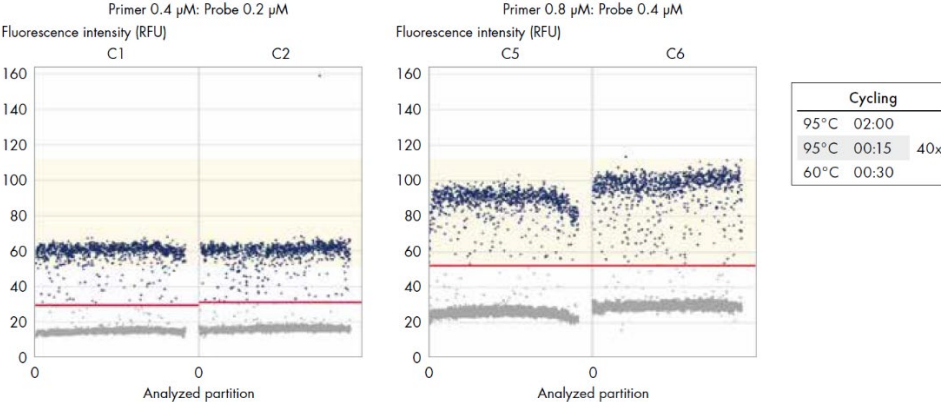 Primer 0.4 µM: Probe 0.2 µM
Fluorescence intensity (RFU)
C1 C2
160
140
120
100
80
60
40
20
0
0 0
Analyzed partition
Primer 0.8 µM: Probe 0.4 µM
Fluorescence intensity (RFU)
C5 C6
160
140
120
100
80
60
40
20
0
0 0
Analyzed partition
Cycling
95°C 02:00
95°C 00:15 40x
60°C 00:30